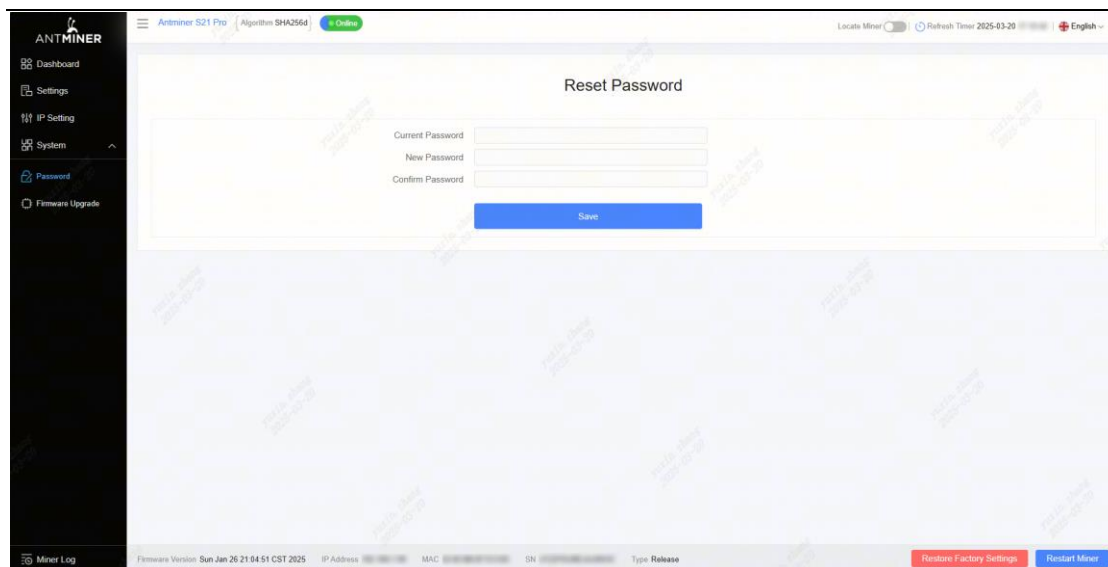 ANTMINER
Antminer S21 Pro { Algorithm SHA256d } Online
Locate Miner Refresh Timer 2025-03-20 English
Dashboard
Settings
IP Setting
System
Password
Firmware Upgrade
Reset Password
Current Password
New Password
Confirm Password
Save
Miner Log
Firmware Version Sun Jan 26 21:04:51 CST 2025 IP Address MAC SN Type Release
Restore Factory Settings
Restart Miner